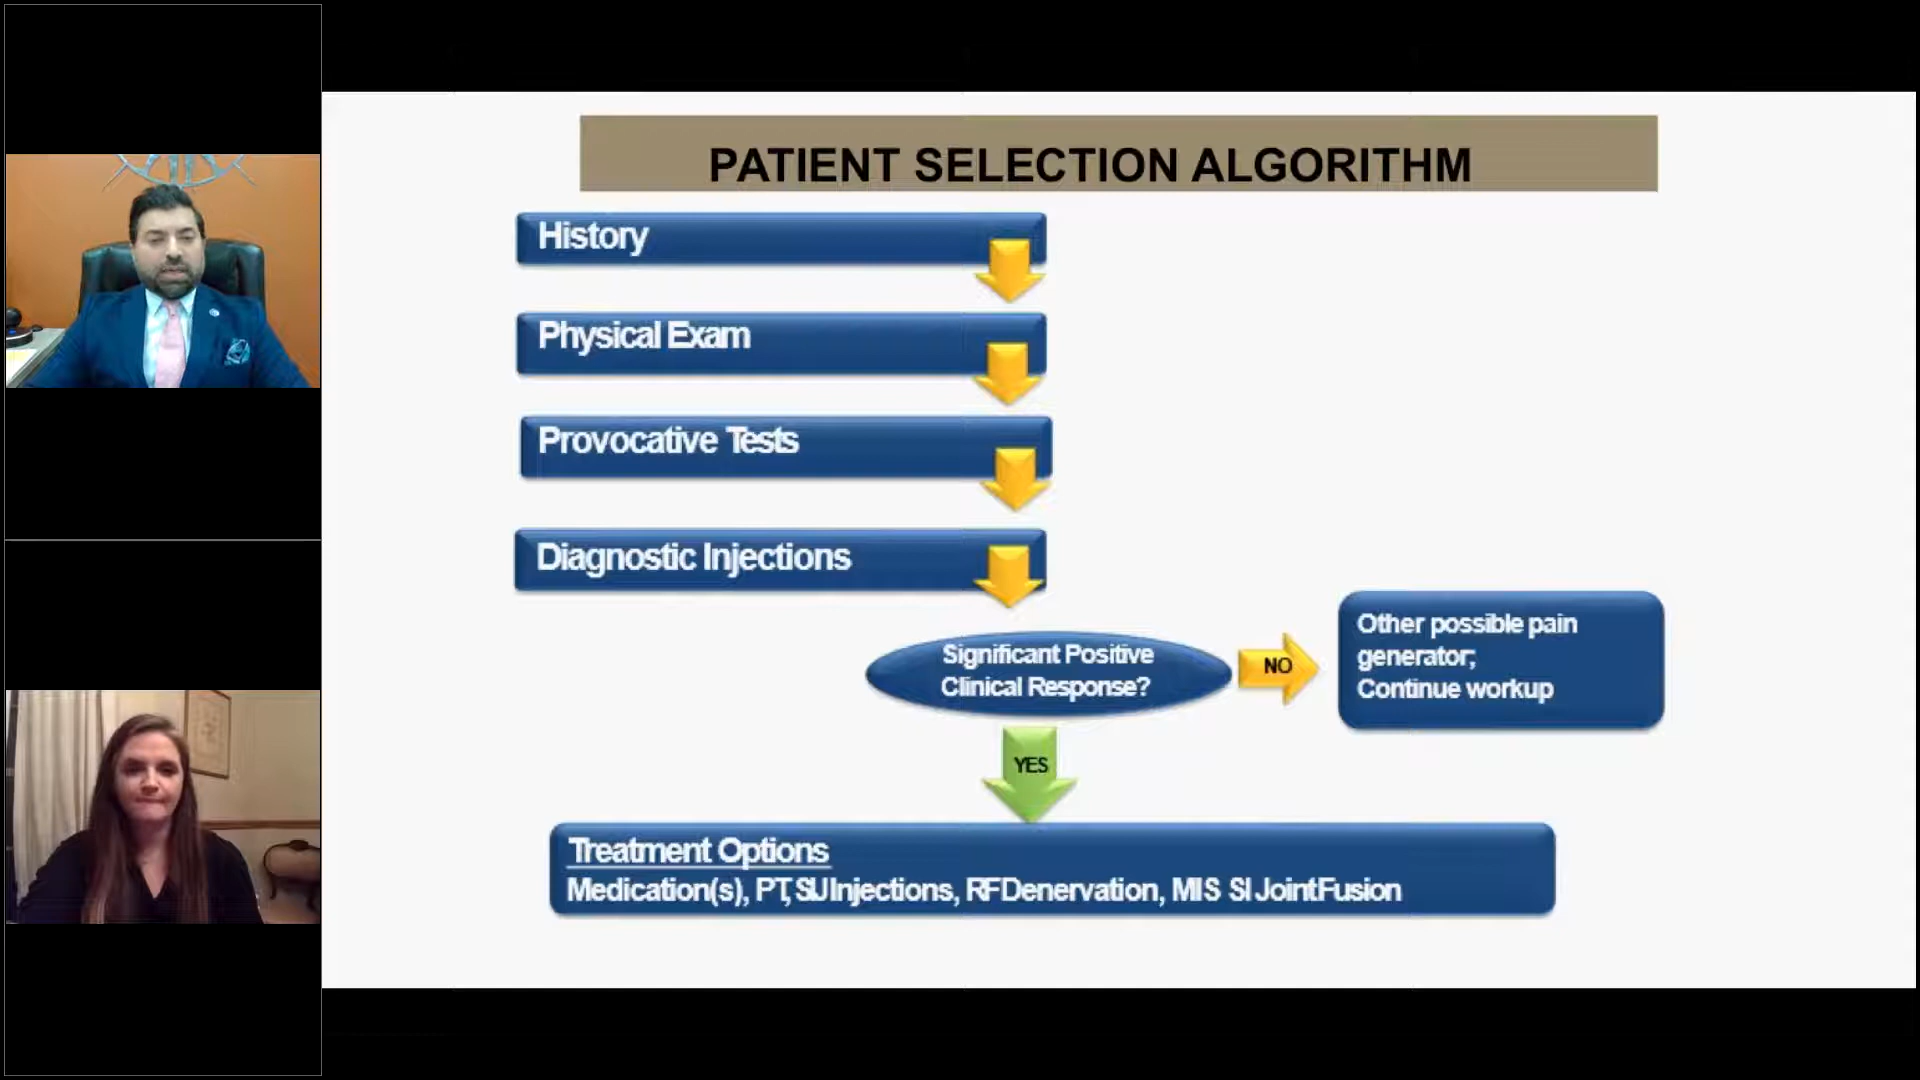 PATIENT SELECTION ALGORITHM
History
Physical Exam
Provocative Tests
Diagnostic Injections
Significant Positive
Clinical Response?
NO
Other possible pain
generator;
Continue workup
YES
Treatment Options
Medication(s), PT, SIJ Injections, RF Denervation, MIS SI Joint Fusion